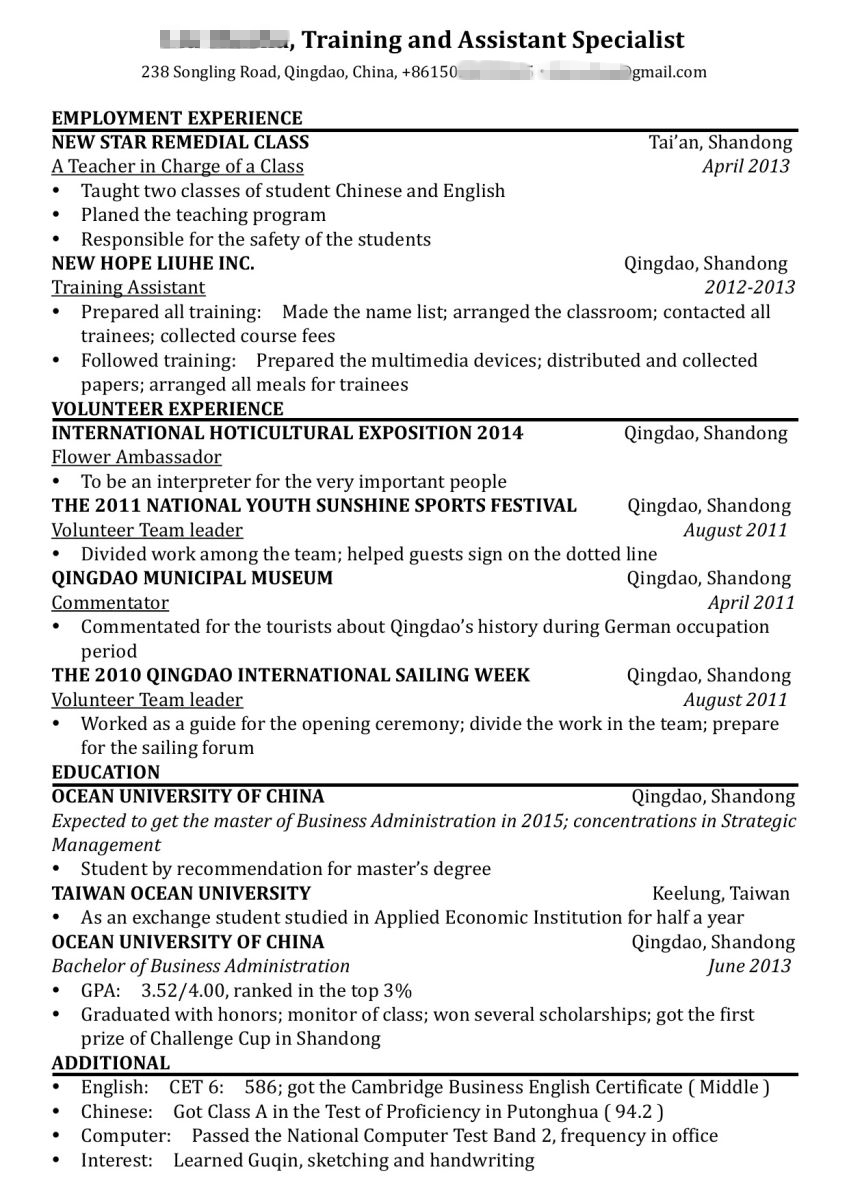 , Training and Assistant Specialist
238 Songling Road, Qingdao, China, +86150 gmail.com
EMPLOYMENT EXPERIENCE
NEW STAR REMEDIAL CLASS Tai’an, Shandong
A Teacher in Charge of a Class April 2013
• Taught two classes of student Chinese and English
• Planed the teaching program
• Responsible for the safety of the students
NEW HOPE LIUHE INC. Qingdao, Shandong
Training Assistant 2012-2013
• Prepared all training: Made the name list; arranged the classroom; contacted all
trainees; collected course fees
• Followed training: Prepared the multimedia devices; distributed and collected
papers; arranged all meals for trainees
VOLUNTEER EXPERIENCE
INTERNATIONAL HOTICULTURAL EXPOSITION 2014 Qingdao, Shandong
Flower Ambassador
• To be an interpreter for the very important people
THE 2011 NATIONAL YOUTH SUNSHINE SPORTS FESTIVAL Qingdao, Shandong
Volunteer Team leader August 2011
• Divided work among the team; helped guests sign on the dotted line
QINGDAO MUNICIPAL MUSEUM Qingdao, Shandong
Commentator April 2011
• Commentated for the tourists about Qingdao’s history during German occupation
period
THE 2010 QINGDAO INTERNATIONAL SAILING WEEK Qingdao, Shandong
Volunteer Team leader August 2011
• Worked as a guide for the opening ceremony; divide the work in the team; prepare
for the sailing forum
EDUCATION
OCEAN UNIVERSITY OF CHINA Qingdao, Shandong
Expected to get the master of Business Administration in 2015; concentrations in Strategic
Management
• Student by recommendation for master’s degree
TAIWAN OCEAN UNIVERSITY Keelung, Taiwan
• As an exchange student studied in Applied Economic Institution for half a year
OCEAN UNIVERSITY OF CHINA Qingdao, Shandong
Bachelor of Business Administration June 2013
• GPA: 3.52/4.00, ranked in the top 3%
• Graduated with honors; monitor of class; won several scholarships; got the first
prize of Challenge Cup in Shandong
ADDITIONAL
• English: CET 6: 586; got the Cambridge Business English Certificate ( Middle )
• Chinese: Got Class A in the Test of Proficiency in Putonghua ( 94.2 )
• Computer: Passed the National Computer Test Band 2, frequency in office
• Interest: Learned Guqin, sketching and handwriting